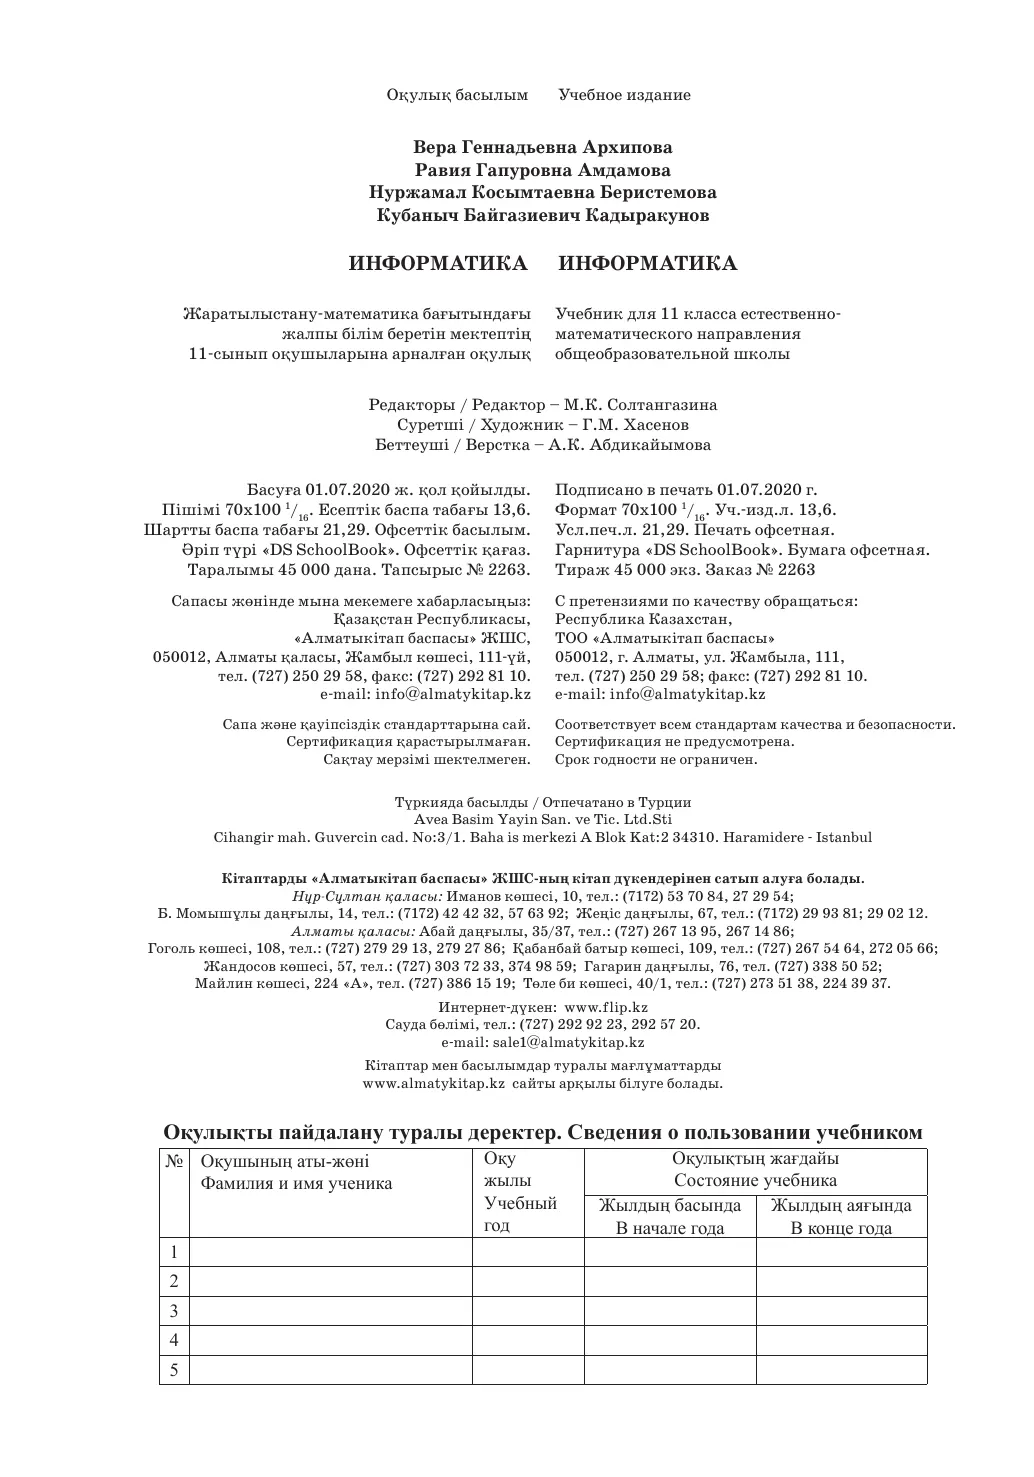 Оқулық басылым Учебное издание
Вера Геннадьевна Архипова
Равия Гапуровна Амдамова
Нуржамал Косымтаевна Беристемова
Кубаныч Байгазиевич Кадыракунов
ИНФОРМАТИКА ИНФОРМАТИКА
Жаратылыстану-математика бағытындағы
жалпы білім беретін мектептің
11-сынып оқушыларына арналған оқулық
Учебник для 11 класса естественно-
математического направления
общеобразовательной школы
Редакторы / Редактор – М.К. Солтангазина
Суретші / Художник – Г.М. Хасенов
Беттеуші / Верстка – А.К. Абдикайымова
Басуға 01.07.2020 ж. қол қойылды.
Пішімі 70х100 1/16. Есептік баспа табағы 13,6.
Шартты баспа табағы 21,29. Офсеттік басылым.
Әріп түрі «DS SchoolBook». Офсеттік қағаз.
Таралымы 45 000 дана. Тапсырыс № 2263.
Подписано в печать 01.07.2020 г.
Формат 70х100 1/16. Уч.-изд.л. 13,6.
Усл.печ.л. 21,29. Печать офсетная.
Гарнитура «DS SchoolBook». Бумага офсетная.
Тираж 45 000 экз. Заказ № 2263
Сапасы жөнінде мына мекемеге хабарласыңыз:
Қазақстан Республикасы,
«Алматыкітап баспасы» ЖШС,
050012, Алматы қаласы, Жамбыл көшесі, 111-үй,
тел. (727) 250 29 58, факс: (727) 292 81 10.
e-mail: info@almatykitap.kz
С претензиями по качеству обращаться:
Республика Казахстан,
ТОО «Алматыкітап баспасы»
050012, г. Алматы, ул. Жамбыла, 111,
тел. (727) 250 29 58; факс: (727) 292 81 10.
e-mail: info@almatykitap.kz
Сапа және қауіпсіздік стандарттарына сай.
Сертификация қарастырылмаған.
Сақтау мерзімі шектелмеген.
Соответствует всем стандартам качества и безопасности.
Сертификация не предусмотрена.
Срок годности не ограничен.
Түркияда басылды / Отпечатано в Турции
Avea Basim Yayin San. ve Tic. Ltd.Sti
Cihangir mah. Guvercin cad. No:3/1. Baha is merkezi A Blok Kat:2 34310. Haramidere - Istanbul
Кітаптарды «Алматыкітап баспасы» ЖШС-ның кітап дүкендерінен сатып алуға болады.
Нұр-Сұлтан қаласы: Иманов көшесі, 10, тел.: (7172) 53 70 84, 27 29 54;
Б. Момышұлы даңғылы, 14, тел.: (7172) 42 42 32, 57 63 92; Жеңіс даңғылы, 67, тел.: (7172) 29 93 81; 29 02 12.
Алматы қаласы: Абай даңғылы, 35/37, тел.: (727) 267 13 95, 267 14 86;
Гоголь көшесі, 108, тел.: (727) 279 29 13, 279 27 86; Қабанбай батыр көшесі, 109, тел.: (727) 267 54 64, 272 05 66;
Жандосов көшесі, 57, тел.: (727) 303 72 33, 374 98 59; Гагарин даңғылы, 76, тел. (727) 338 50 52;
Майлин көшесі, 224 «А», тел. (727) 386 15 19; Төле би көшесі, 40/1, тел.: (727) 273 51 38, 224 39 37.
Интернет-дүкен: www.flip.kz
Сауда бөлімі, тел.: (727) 292 92 23, 292 57 20.
e-mail: sale1@almatykitap.kz
Кітаптар мен басылымдар туралы мағлұматтарды
www.almatykitap.kz сайты арқылы білуге болады.
Оқулықты пайдалану туралы деректер. Сведения о пользовании учебником
№
Оқушының аты-жөні
Фамилия и имя ученика
Оқу
жылы
Учебный
год
Оқулықтың жағдайы
Состояние учебника
Жылдың басында
В начале года
Жылдың аяғында
В конце года
1
2
3
4
5